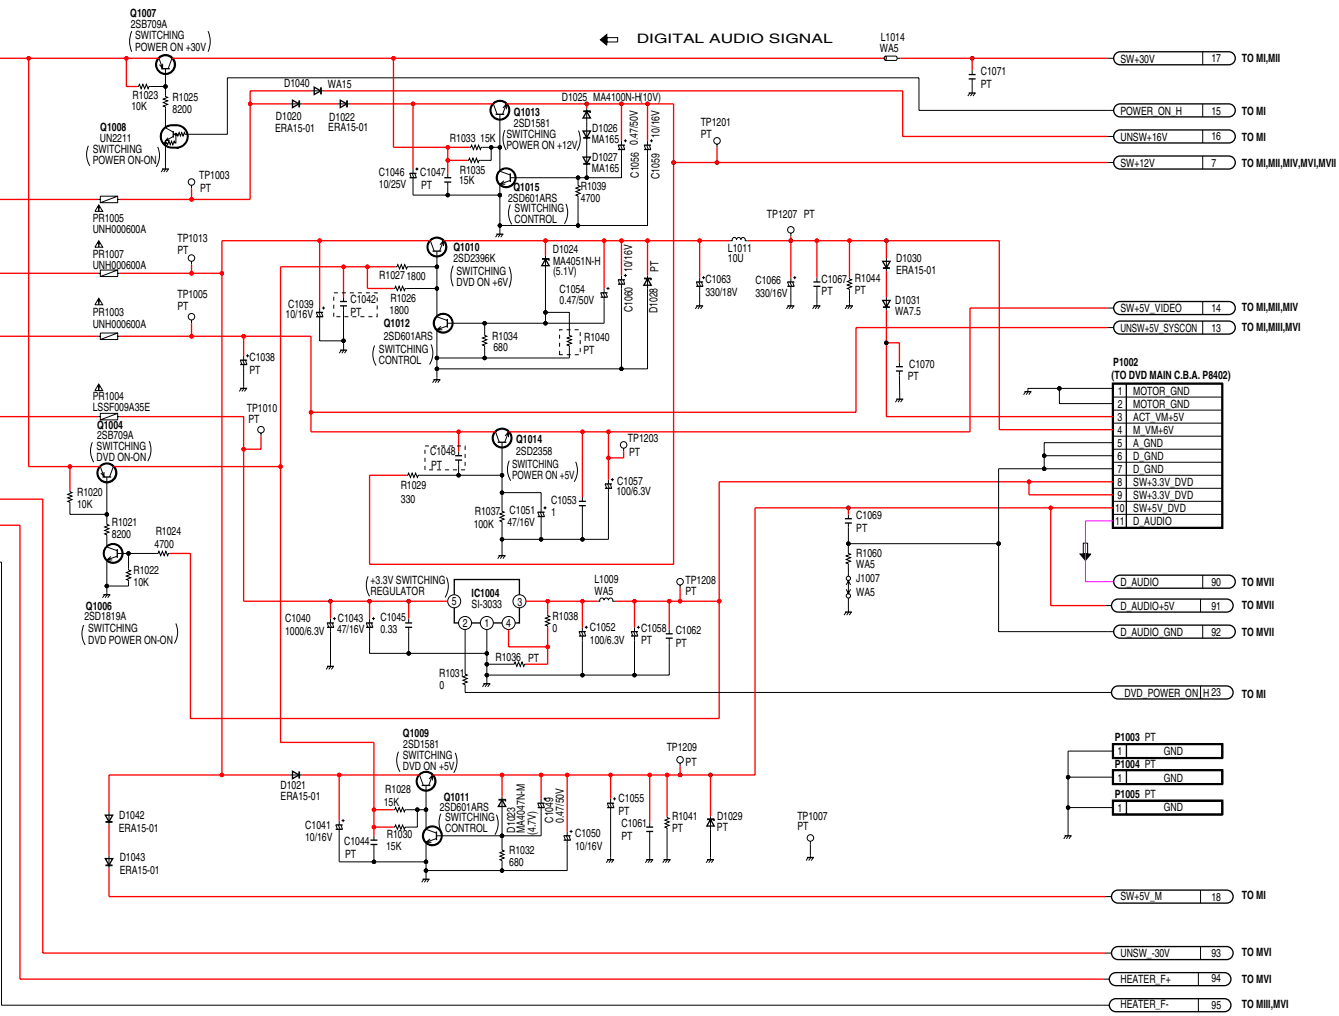 Q1007
2SB709A
( SWITCHING
POWER ON +30V )
DIGITAL AUDIO SIGNAL
L1014
WA5
SW+30V 17 TO MI,MII
C1071
PT
R1023
10K
R1025
8200
D1040 WA15
D1020
ERA15-01
D1022
ERA15-01
Q1013
2SD1581
( SWITCHING
POWER ON +12V )
D1025 MA4100N-H(10V)
D1026
MA165
D1027
MA165
C1056 0.47/50V
C1059 10/16V
TP1201
PT
POWER_ON_H 15 TO MI
UNSW+16V 16 TO MI
SW+12V 7 TO MI,MII,MIV,MVI,MVII
Q1008
UN2211
( SWITCHING
POWER ON-ON )
R1033 15K
R1035
15K
C1046
10/25V
C1047
PT
Q1015
2SD601ARS
( SWITCHING
CONTROL )
R1039
4700
TP1003
PT
PR1005
UNH000600A
TP1013
PT
PR1007
UNH000600A
TP1005
PT
PR1003
UNH000600A
Q1010
2SD2396K
( SWITCHING
DVD ON +6V )
D1024
MA4051N-H
(5.1V)
C1054
0.47/50V
C1060 10/16V
D1028 PT
TP1207 PT
L1011
10U
C1063
330/18V
C1066
330/16V
C1067
PT
R1044
PT
D1030
ERA15-01
D1031
WA7.5
R1027 1800
R1026
1800
C1039
10/16V
C1042
PT
Q1012
2SD601ARS
( SWITCHING
CONTROL )
R1034
680
R1040
PT
C1038
PT
C1070
PT
SW+5V_VIDEO 14 TO MI,MII,MIV
UNSW+5V_SYSCON 13 TO MI,MIII,MVI
P1002
(TO DVD MAIN C.B.A. P8402)
1 MOTOR_GND
2 MOTOR_GND
3 ACT_VM+5V
4 M_VM+6V
5 A_GND
6 D_GND
7 D_GND
8 SW+3.3V_DVD
9 SW+3.3V_DVD
10 SW+5V_DVD
11 D_AUDIO
PR1004
LSSF009A35E
TP1010
PT
Q1004
2SB709A
( SWITCHING
DVD ON-ON )
R1020
10K
R1021
8200
R1024
4700
R1022
10K
Q1006
2SD1819A
( SWITCHING
DVD POWER ON-ON )
C1048
PT
Q1014
2SD2358
( SWITCHING
POWER ON +5V )
TP1203
PT
R1029
330
R1037
100K
C1051
47/16V
C1053
1
C1057
100/6.3V
C1069
PT
R1060
WA5
J1007
WA5
D_AUDIO 90 TO MVII
D_AUDIO+5V 91 TO MVII
D_AUDIO_GND 92 TO MVII
( +3.3V SWITCHING
REGULATOR )
IC1004
SI-3033
5 3
2 1 4
L1009
WA5
TP1208
PT
C1040
1000/6.3V
C1043
47/16V
C1045
0.33
R1038
0
C1052
100/6.3V
C1058
PT
C1062
PT
R1036 PT
R1031
0
DVD_POWER_ON_H 23 TO MI
Q1009
2SD1581
( SWITCHING
DVD ON +5V )
TP1209
PT
P1003 PT
1 GND
P1004 PT
1 GND
P1005 PT
1 GND
D1021
ERA15-01
R1028
15K
R1030
15K
Q1011
2SD601ARS
( SWITCHING
CONTROL )
D1023
MA4047N-M
(4.7V)
C1049
0.47/50V
C1041
10/16V
C1044
PT
R1032
680
C1050
10/16V
C1055
PT
C1061
PT
R1041
PT
D1029
PT
TP1007
PT
D1042
ERA15-01
D1043
ERA15-01
SW+5V_M 18 TO MI
UNSW_-30V 93 TO MVI
HEATER_F+ 94 TO MVI
HEATER_F- 95 TO MIII,MVI